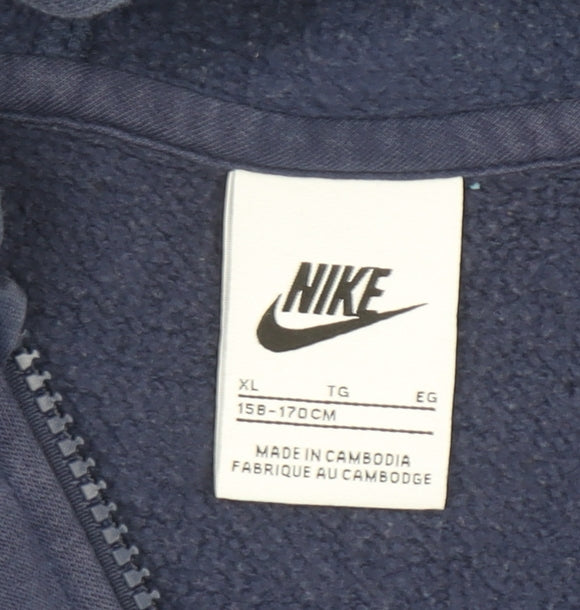 NIKE
XL TG EG
158-170CM
MADE IN CAMBODIA
FABRIQUE AU CAMBODGE